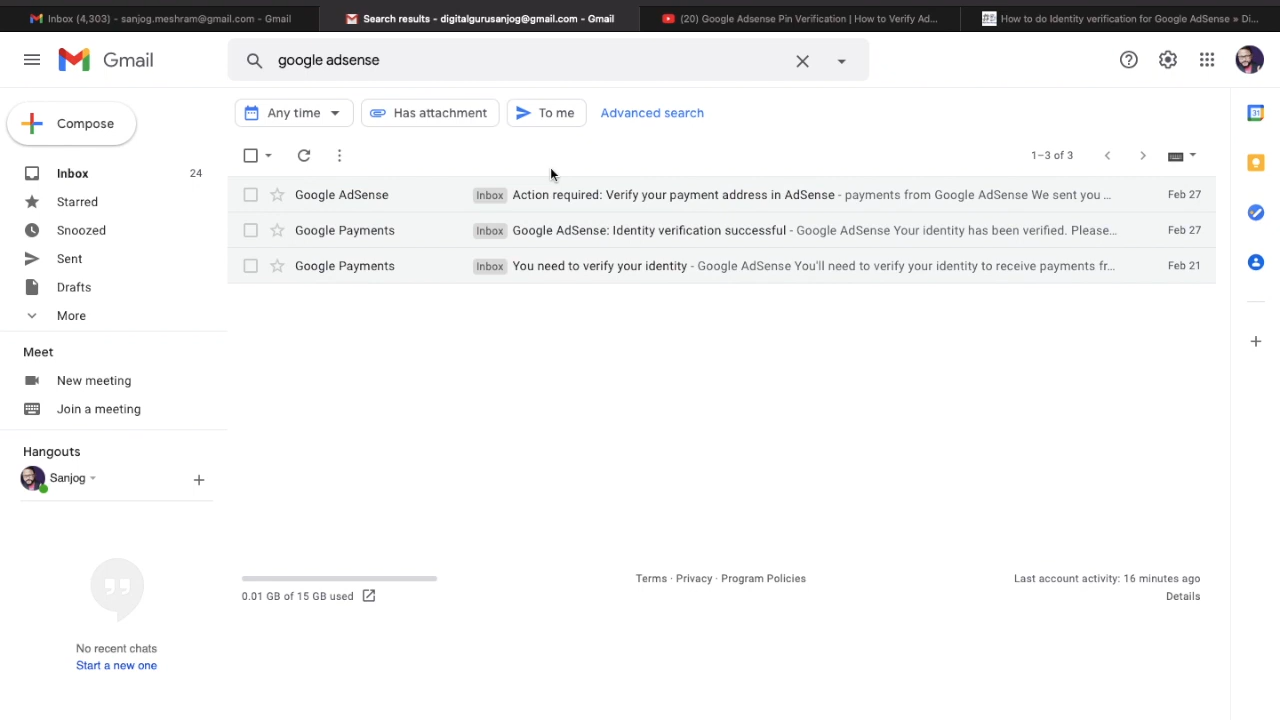 Inbox (4,303) - sanjog.meshram@gmail.com - Gmail
Search results - digitalgurusanjog@gmail.com - Gmail
(20) Google Adsense Pin Verification | How to Verify Ad...
How to do Identity verification for Google AdSense » Di...
Gmail
google adsense
Compose
Any time
Has attachment
To me
Advanced search
1–3 of 3
Inbox 24
Starred
Snoozed
Sent
Drafts
More
Google AdSense Inbox Action required: Verify your payment address in AdSense - payments from Google AdSense We sent you ... Feb 27
Google Payments Inbox Google AdSense: Identity verification successful - Google AdSense Your identity has been verified. Please... Feb 27
Google Payments Inbox You need to verify your identity - Google AdSense You'll need to verify your identity to receive payments fr... Feb 21
Meet
New meeting
Join a meeting
Hangouts
Sanjog
No recent chats
Start a new one
0.01 GB of 15 GB used
Terms · Privacy · Program Policies
Last account activity: 16 minutes ago
Details